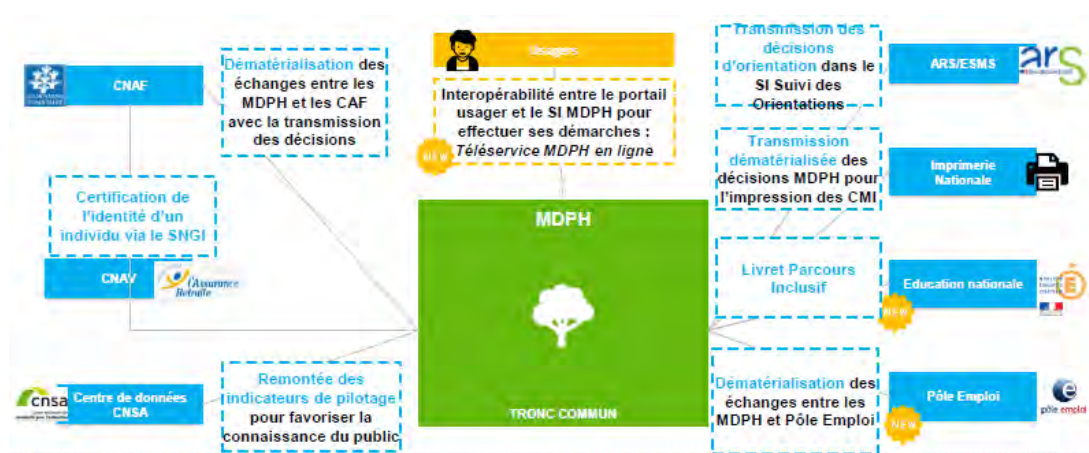 CNAF
Dématérialisation des
échanges entre les
MDPH et les CAF
avec la transmission
des décisions
Certification de
l'identité d'un
individu via le SNGI
CNAV
l'Assurance
Retraite
cnsa
Centre de données
CNSA
Remontée des
indicateurs de pilotage
pour favoriser la
connaissance du public
Usagers
Interopérabilité entre le portail
usager et le SI MDPH pour
effectuer ses démarches :
Téléservice MDPH en ligne
NEW
MDPH
TRONC COMMUN
Transmission des
décisions
d'orientation dans le
SI Suivi des
Orientations
ARS/ESMS
ars
Transmission
dématérialisée des
décisions MDPH pour
l'impression des CMI
Imprimerie
Nationale
Livret Parcours
Inclusif
Education nationale
NEW
Dématérialisation des
échanges entre les
MDPH et Pôle Emploi
Pôle Emploi
NEW
pôle emploi